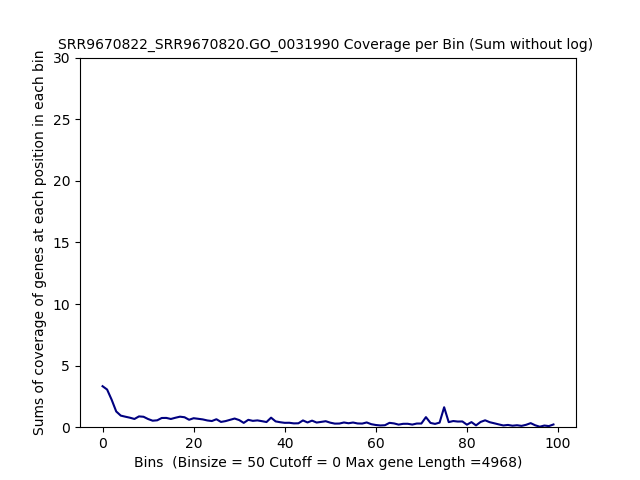 SRR9670822_SRR9670820.GO_0031990 Coverage per Bin (Sum without log)
Sums of coverage of genes at each position in each bin
30
25
20
15
10
5
0
0 20 40 60 80 100
Bins  (Binsize = 50 Cutoff = 0 Max gene Length =4968)